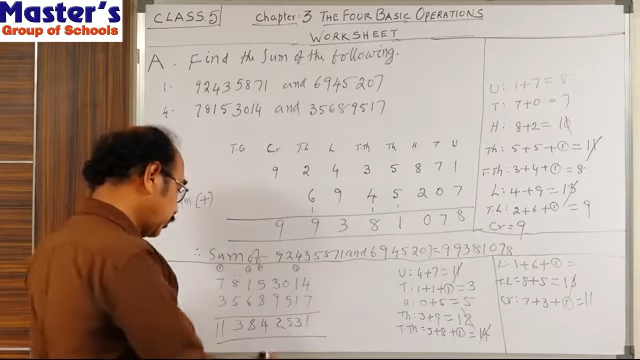 Master's
Group of Schools
CLASS. 5
Chapter: 3 THE FOUR BASIC OPERATIONS
WORKSHEET
A. Find the Sum of the following.
1. 92435871 and 6945207
4. 78153014 and 35689517
T.C Cr T.L L T.Th Th H T U
9 2 4 3 5 8 7 1
(+) 6 9 4 5 2 0 7
9 9 3 8 1 0 7 8
∴ Sum of - 92435871 and 6945207 = 99381078
7 8 1 5 3 0 1 4
3 5 6 8 9 5 1 7
11 3 8 4 2 5 3 1
U: 1+7 = 8
T: 7+0 = 7
H: 8+2 = 10
Th: 5+5+① = 11
T.Th: 3+4+① = 8
L: 4+9 = 13
T.L: 2+6+① = 9
Cr = 9
U: 4+7 = 11
T: 1+1+① = 3
H: 0+5 = 5
Th: 3+9 = 12
T.Th = 5+8+① = 14
L: 1+6+① =
T.L = 8+5 = 13
Cr: 7+3+① = 11